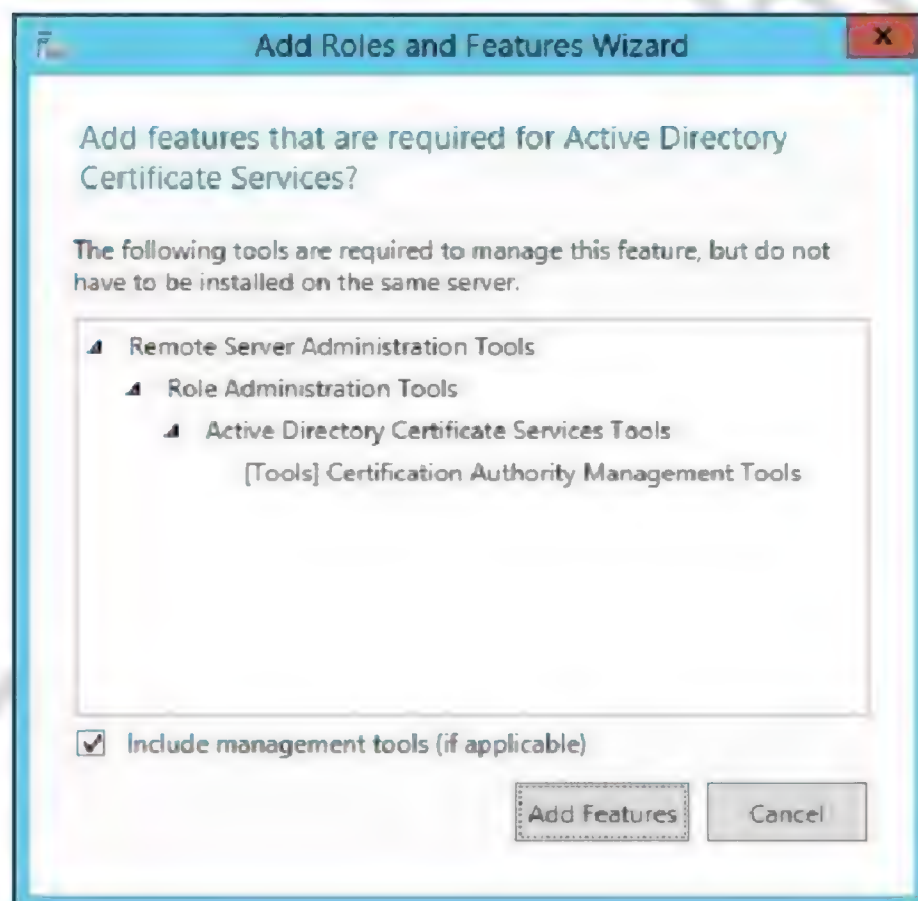 Add Roles and Features Wizard
x
Add features that are required for Active Directory
Certificate Services?
The following tools are required to manage this feature, but do not
have to be installed on the same server.
Remote Server Administration Tools
Role Administration Tools
Active Directory Certificate Services Tools
[Tools] Certification Authority Management Tools
Include management tools (if applicable)
Add Features
Cancel